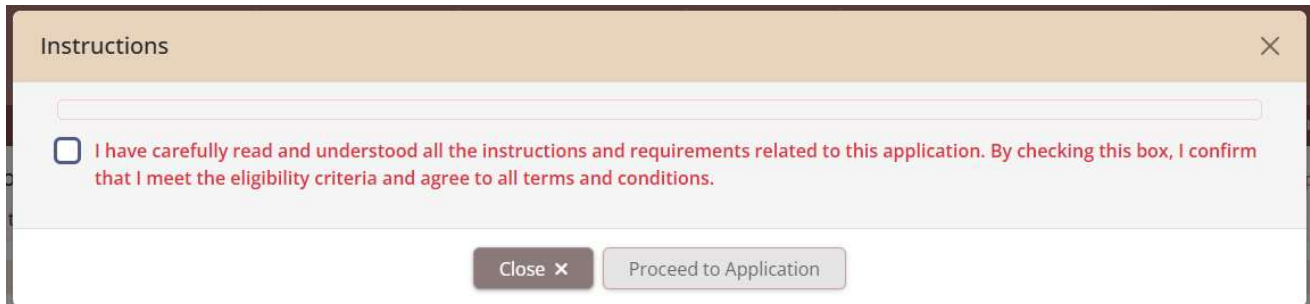 Instructions
I have carefully read and understood all the instructions and requirements related to this application. By checking this box, I confirm
that I meet the eligibility criteria and agree to all terms and conditions.
Close ×
Proceed to Application